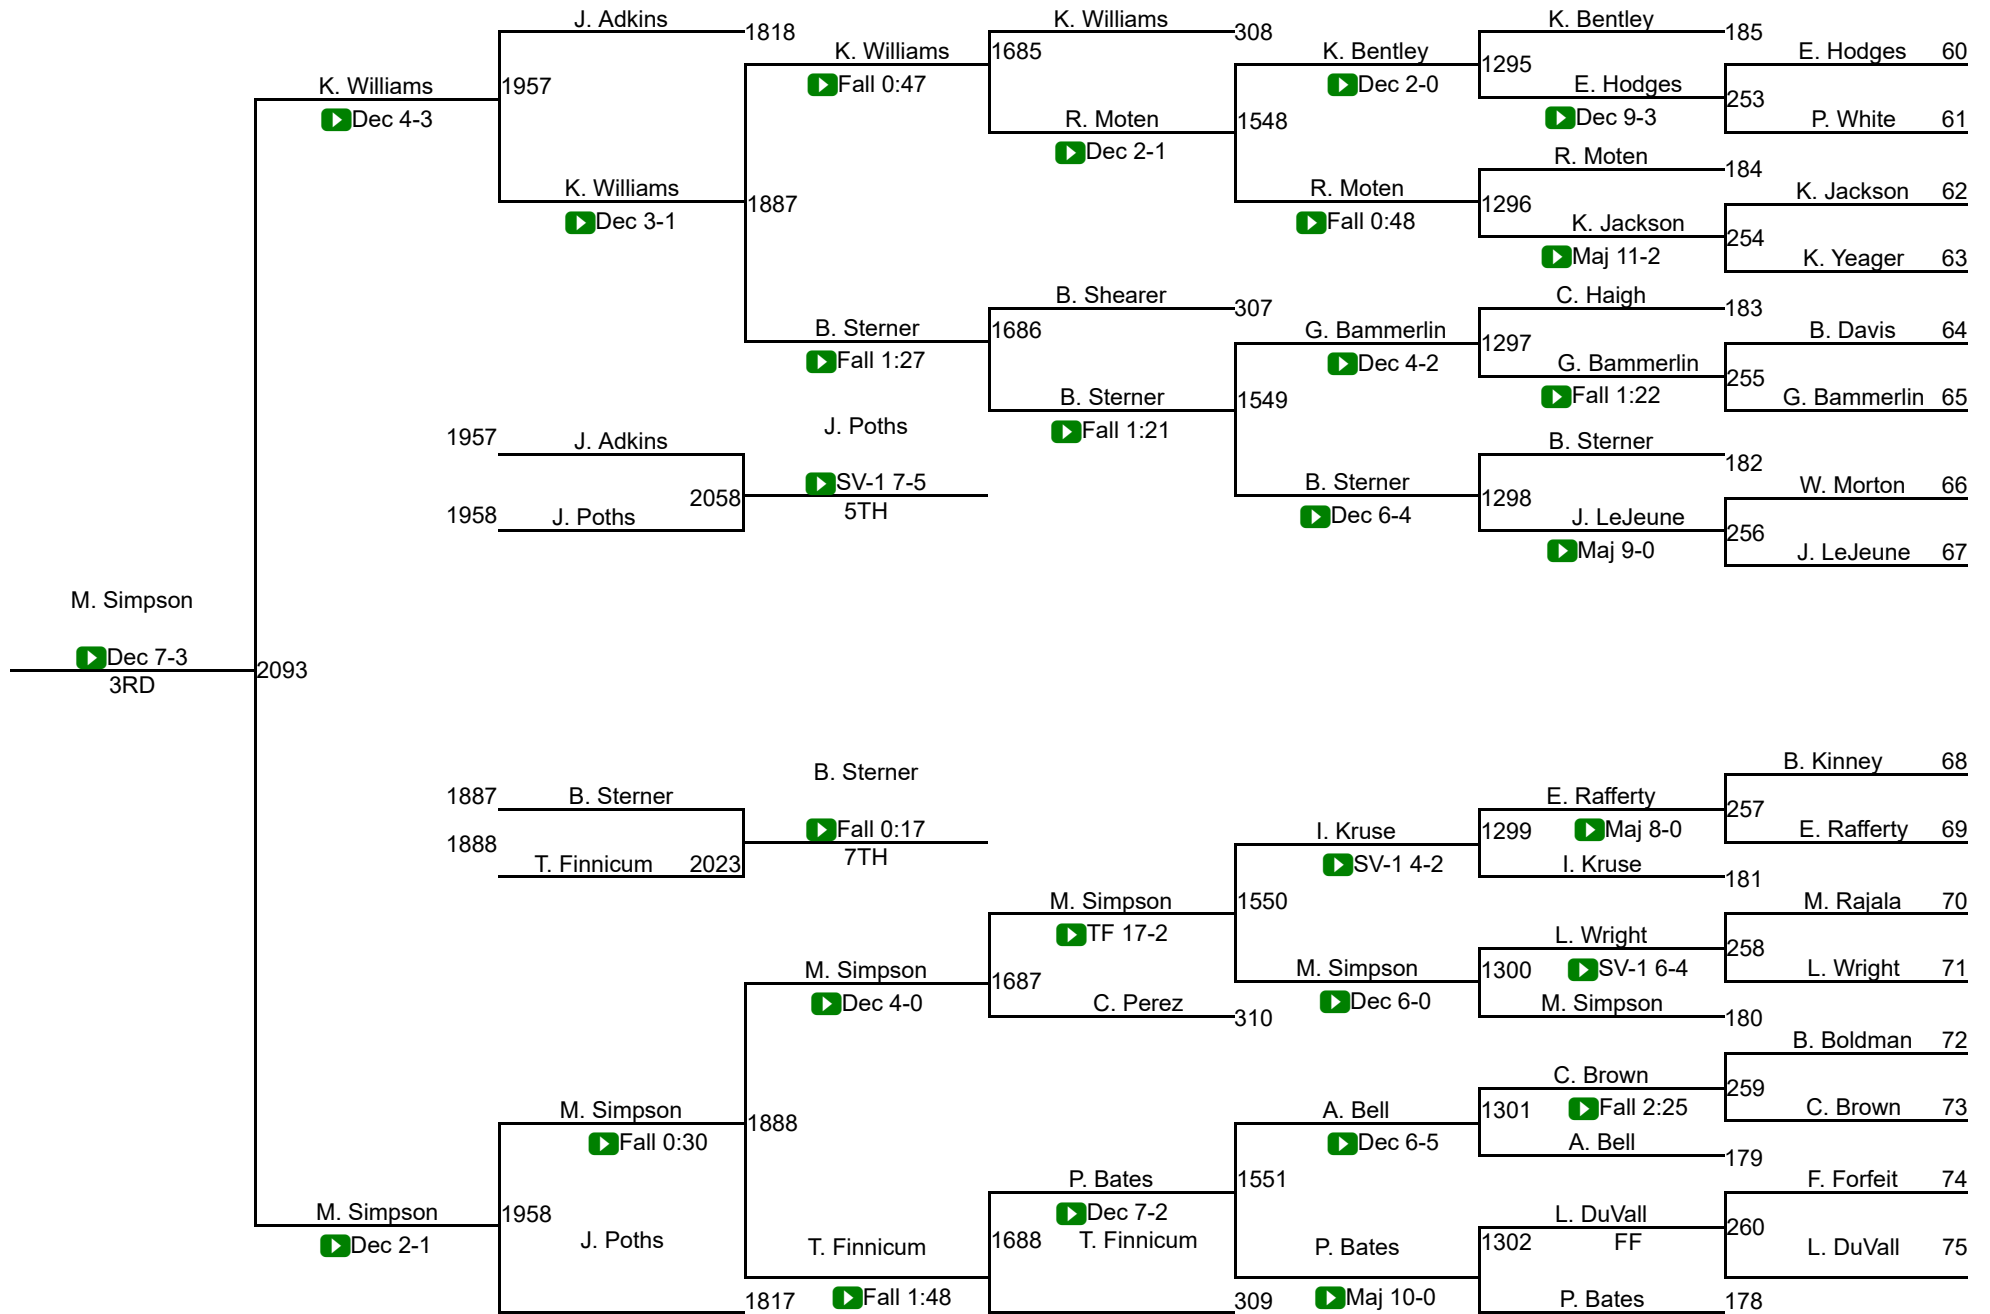 J. Adkins
K. Williams
K. Bentley
1818
308
185
K. Williams
1685
K. Bentley
1295
E. Hodges 60
K. Williams
1957
Fall 0:47
Dec 2-0
E. Hodges
253
Dec 4-3
R. Moten
1548
Dec 9-3
P. White 61
Dec 2-1
R. Moten
184
K. Williams
1887
R. Moten
1296
K. Jackson 62
Dec 3-1
Fall 0:48
K. Jackson
254
Maj 11-2
K. Yeager 63
B. Shearer
C. Haigh
307
183
B. Sterner
1686
G. Bammerlin
1297
B. Davis 64
Fall 1:27
Dec 4-2
G. Bammerlin
255
B. Sterner
1549
Fall 1:22
G. Bammerlin 65
J. Poths
Fall 1:21
1957
J. Adkins
B. Sterner
182
SV-1 7-5
B. Sterner
1298
W. Morton 66
2058
5TH
1958
J. Poths
Dec 6-4
J. LeJeune
256
Maj 9-0
J. LeJeune 67
M. Simpson
Dec 7-3
2093
3RD
B. Sterner
B. Kinney 68
1887
B. Sterner
E. Rafferty
257
Fall 0:17
I. Kruse
1299
Maj 8-0
E. Rafferty 69
1888
7TH
T. Finnicum
2023
SV-1 4-2
I. Kruse
181
M. Simpson
1550
M. Rajala 70
TF 17-2
L. Wright
258
M. Simpson
1687
M. Simpson
1300
SV-1 6-4
L. Wright 71
Dec 4-0
C. Perez
Dec 6-0
M. Simpson
310
180
B. Boldman 72
C. Brown
259
M. Simpson
1888
A. Bell
1301
Fall 2:25
C. Brown 73
Fall 0:30
Dec 6-5
A. Bell
179
P. Bates
1551
F. Forfeit 74
M. Simpson
1958
Dec 7-2
L. DuVall
260
Dec 2-1
J. Poths
T. Finnicum
1688
T. Finnicum
P. Bates
1302
FF
L. DuVall 75
1817
Fall 1:48
309
Maj 10-0
P. Bates
178